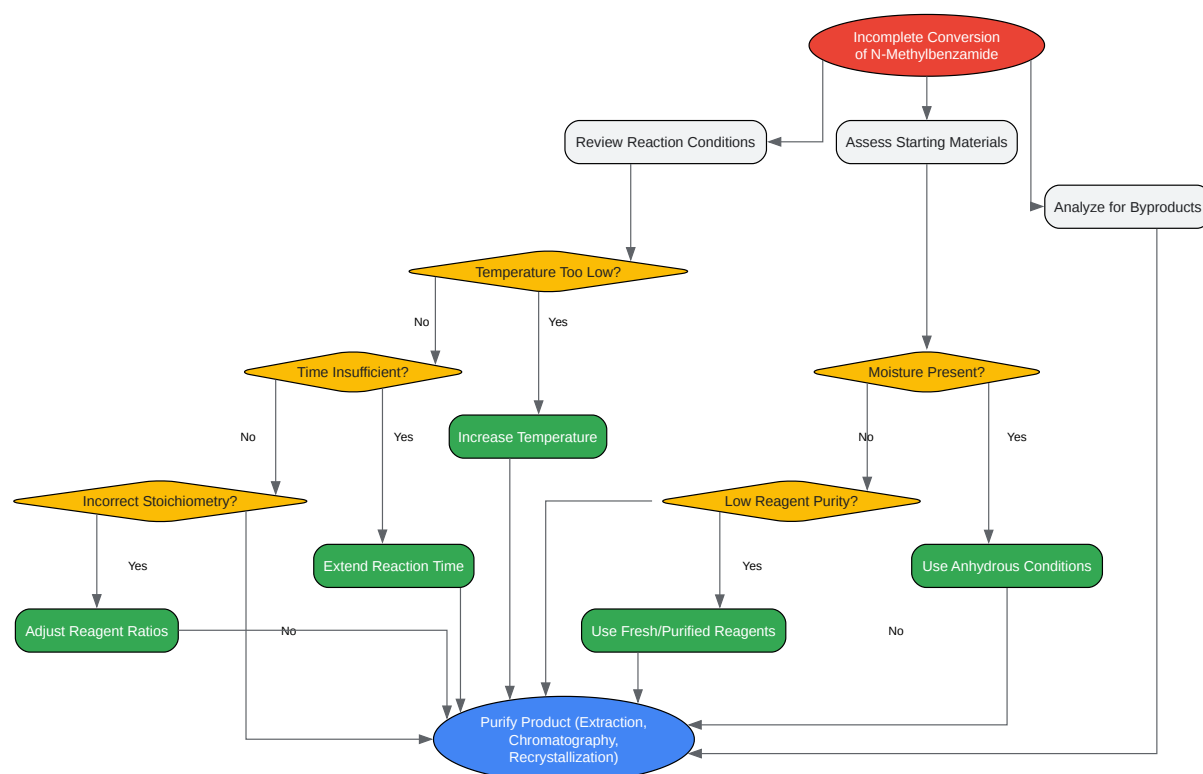 Incomplete Conversion
of N-Methylbenzamide
Review Reaction Conditions
Assess Starting Materials
Analyze for Byproducts
Temperature Too Low?
No
Yes
Time Insufficient?
Moisture Present?
No
Yes
Increase Temperature
No
Yes
Incorrect Stoichiometry?
Low Reagent Purity?
Yes
Extend Reaction Time
Yes
Use Anhydrous Conditions
Adjust Reagent Ratios
No
Use Fresh/Purified Reagents
No
Purify Product (Extraction,
Chromatography,
Recrystallization)